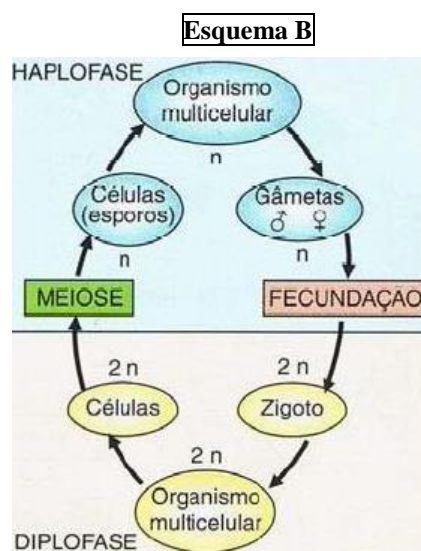 Esquema B
HAPLOFASE
Organismo
multicelular
n
Células
(esporos)
n
Gâmetas
♂ ♀
n
MEIOSE
FECUNDAÇÃO
2 n
Células
2 n
Zigoto
2 n
Organismo
multicelular
DIPLOFASE